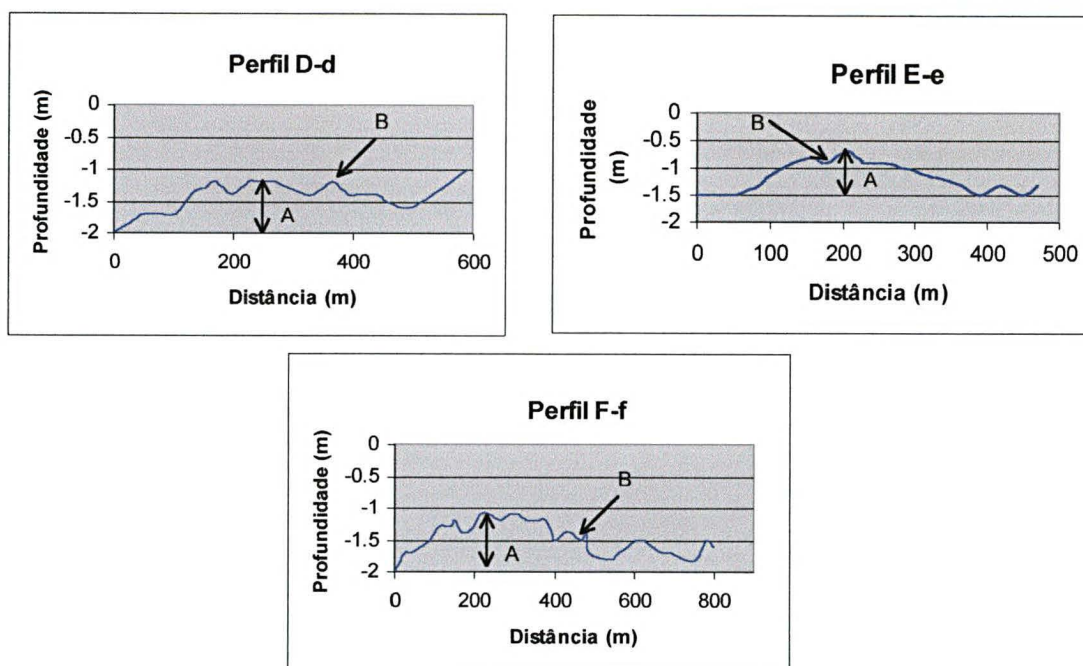 Perfil D-d
Profundidade (m)
0
-0.5
-1
-1.5
-2
B
A
0
200
400
600
Distância (m)
Perfil E-e
Profundidade
(m)
0
-0.5
-1
-1.5
-2
B
A
0
100
200
300
400
500
Distância (m)
Perfil F-f
Profundidade (m)
0
-0.5
-1
-1.5
-2
B
A
0
200
400
600
800
Distância (m)